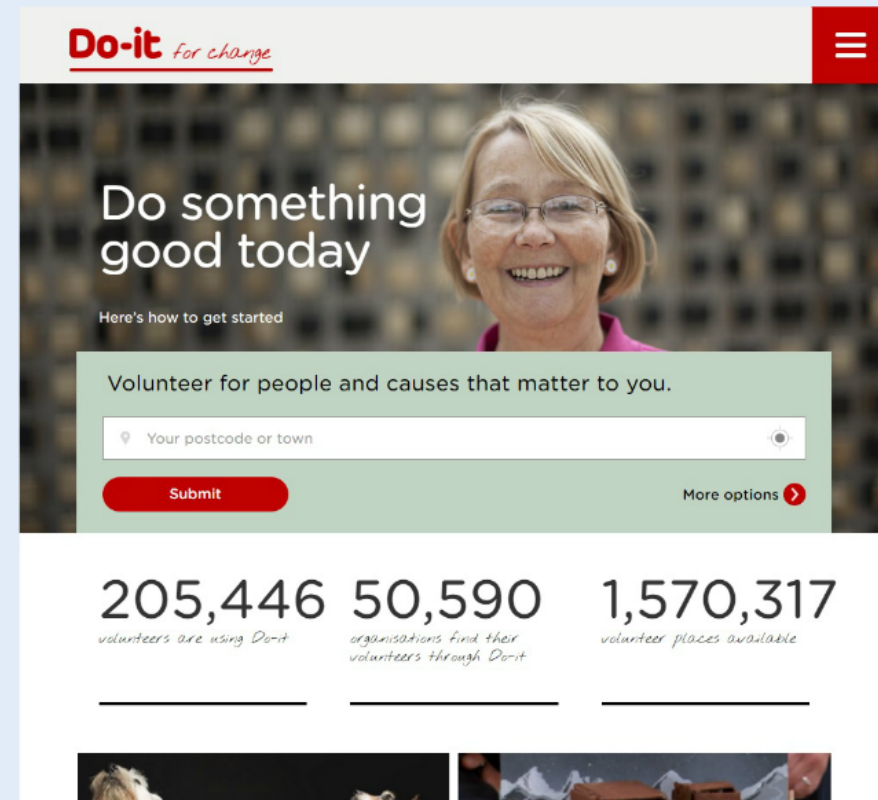 Do-it for change
Do something
good today
Here's how to get started
Volunteer for people and causes that matter to you.
Your postcode or town
Submit
More options
205,446
volunteers are using Do-it
50,590
organisations find their
volunteers through Do-it
1,570,317
volunteer places available